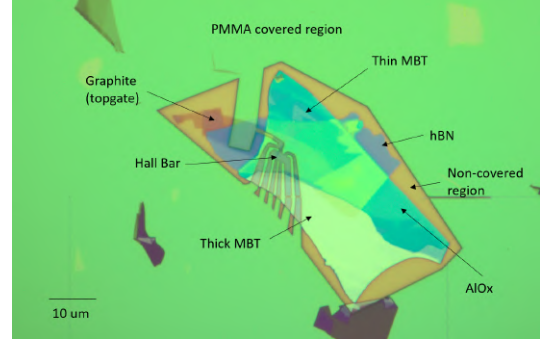 PMMA covered region
Thin MBT
Graphite
(topgate)
hBN
Hall Bar
Non-covered
region
Thick MBT
AlOx
10 um